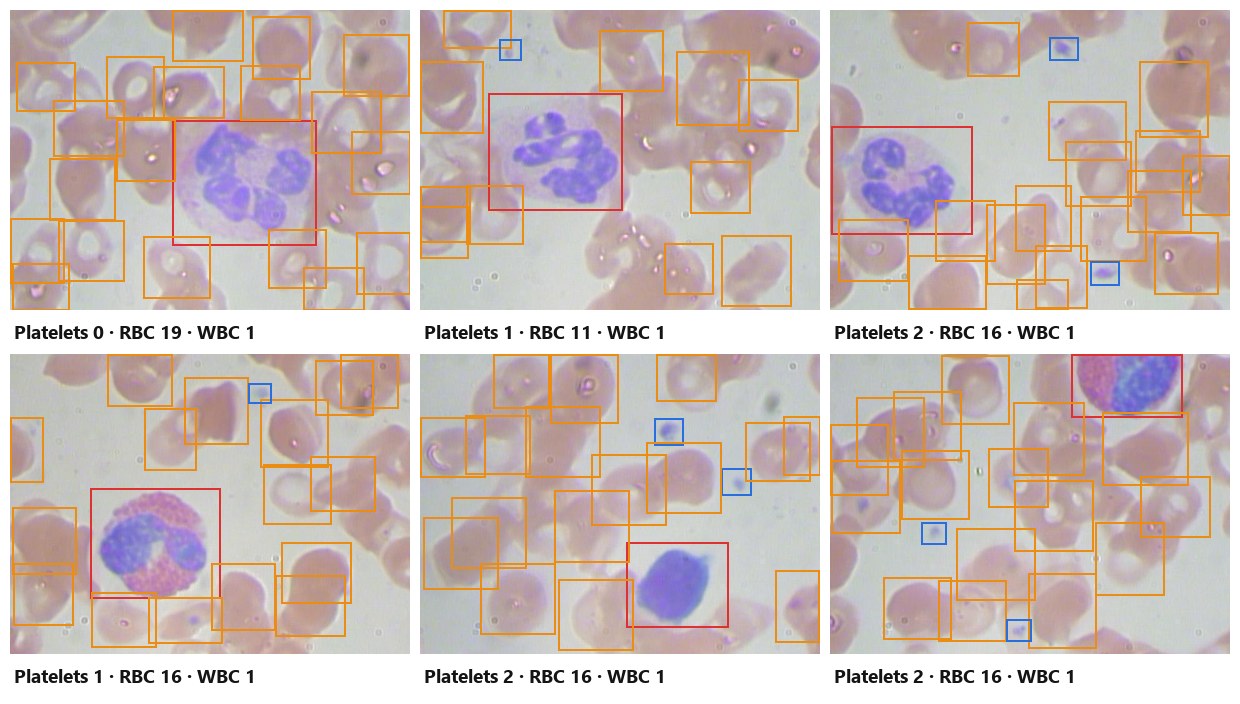 Platelets 0 · RBC 19 · WBC 1
Platelets 1 · RBC 11 · WBC 1
Platelets 2 · RBC 16 · WBC 1
Platelets 1 · RBC 16 · WBC 1
Platelets 2 · RBC 16 · WBC 1
Platelets 2 · RBC 16 · WBC 1